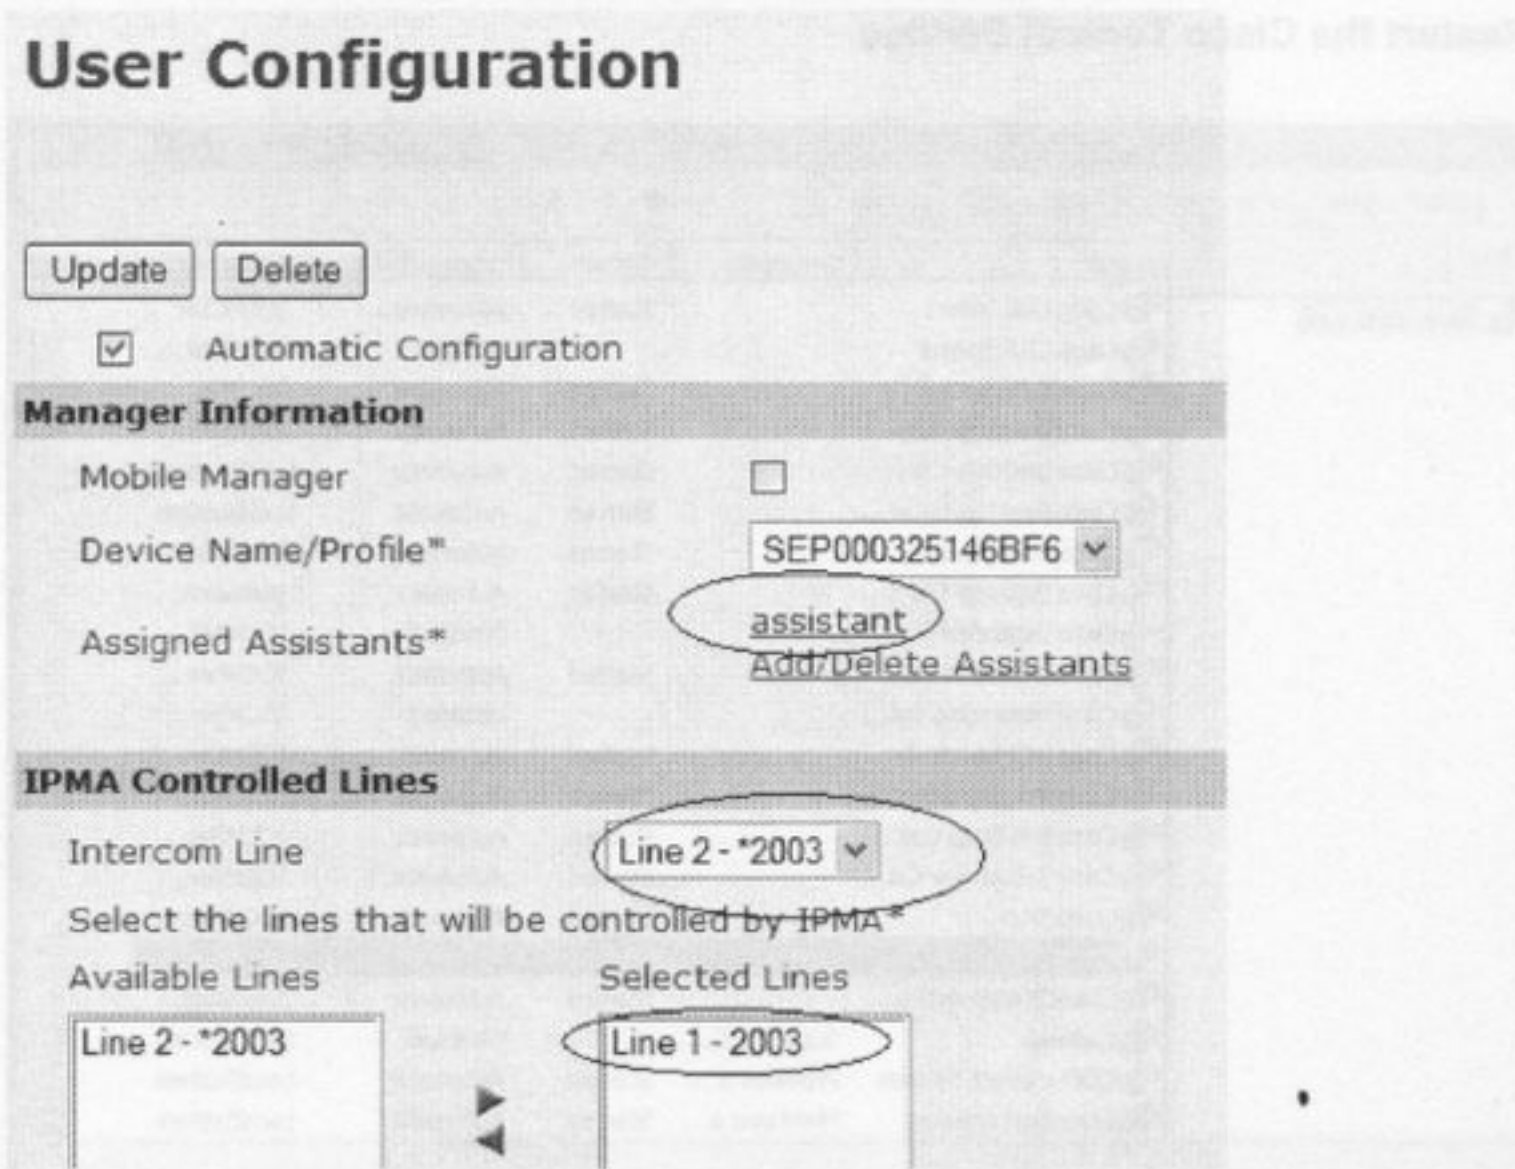 User Configuration
Update Delete
Automatic Configuration
Manager Information
Mobile Manager
Device Name/Profile* SEP000325146BF6
assistant
Assigned Assistants*
Add/Delete Assistants
IPMA Controlled Lines
Intercom Line Line 2 - *2003
Select the lines that will be controlled by IPMA*
Available Lines Selected Lines
Line 2 - *2003 Line 1 - 2003